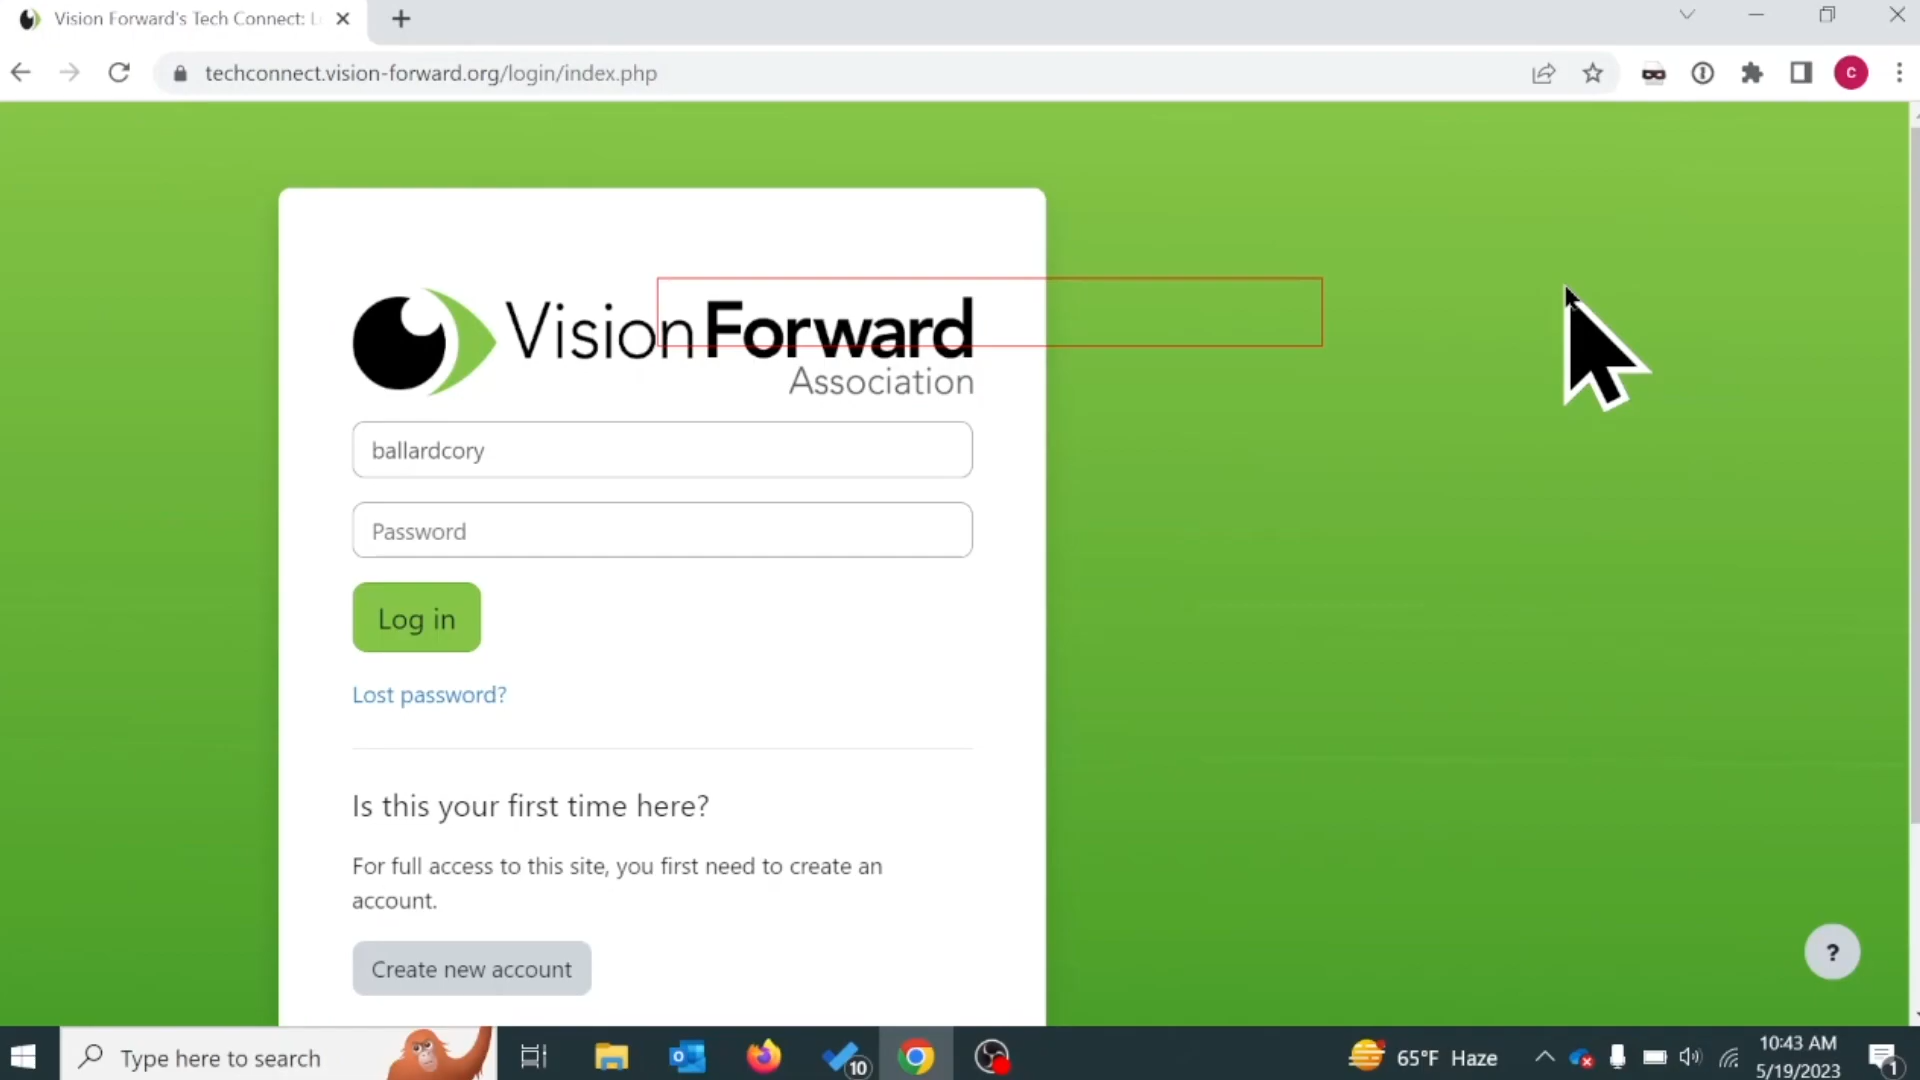 Vision Forward's Tech Connect: L
techconnect.vision-forward.org/login/index.php
C
Vision Forward
Association
ballardcory
Password
Log in
Lost password?
Is this your first time here?
For full access to this site, you first need to create an
account.
Create new account
?
Type here to search
10
65°F Haze
10:43 AM
5/19/2023
1